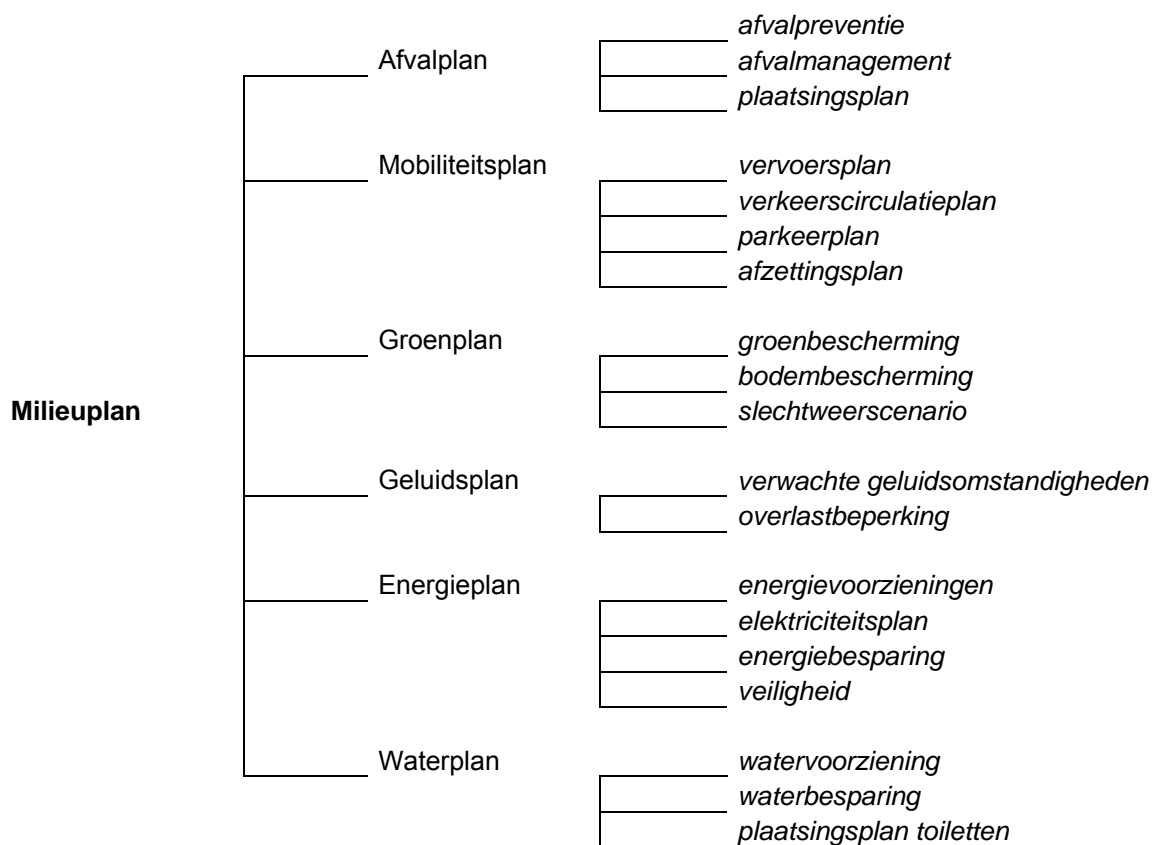 afvalpreventie
Afvalplan
afvalmanagement
plaatsingsplan
Mobiliteitsplan
vervoersplan
verkeerscirculatieplan
parkeerplan
afzettingsplan
Groenplan
groenbescherming
bodembescherming
Milieuplan
slechtweerscenario
Geluidsplan
verwachte geluidsomstandigheden
overlastbeperking
Energieplan
energievoorzieningen
elektriciteitsplan
energiebesparing
veiligheid
Waterplan
watervoorziening
waterbesparing
plaatsingsplan toiletten